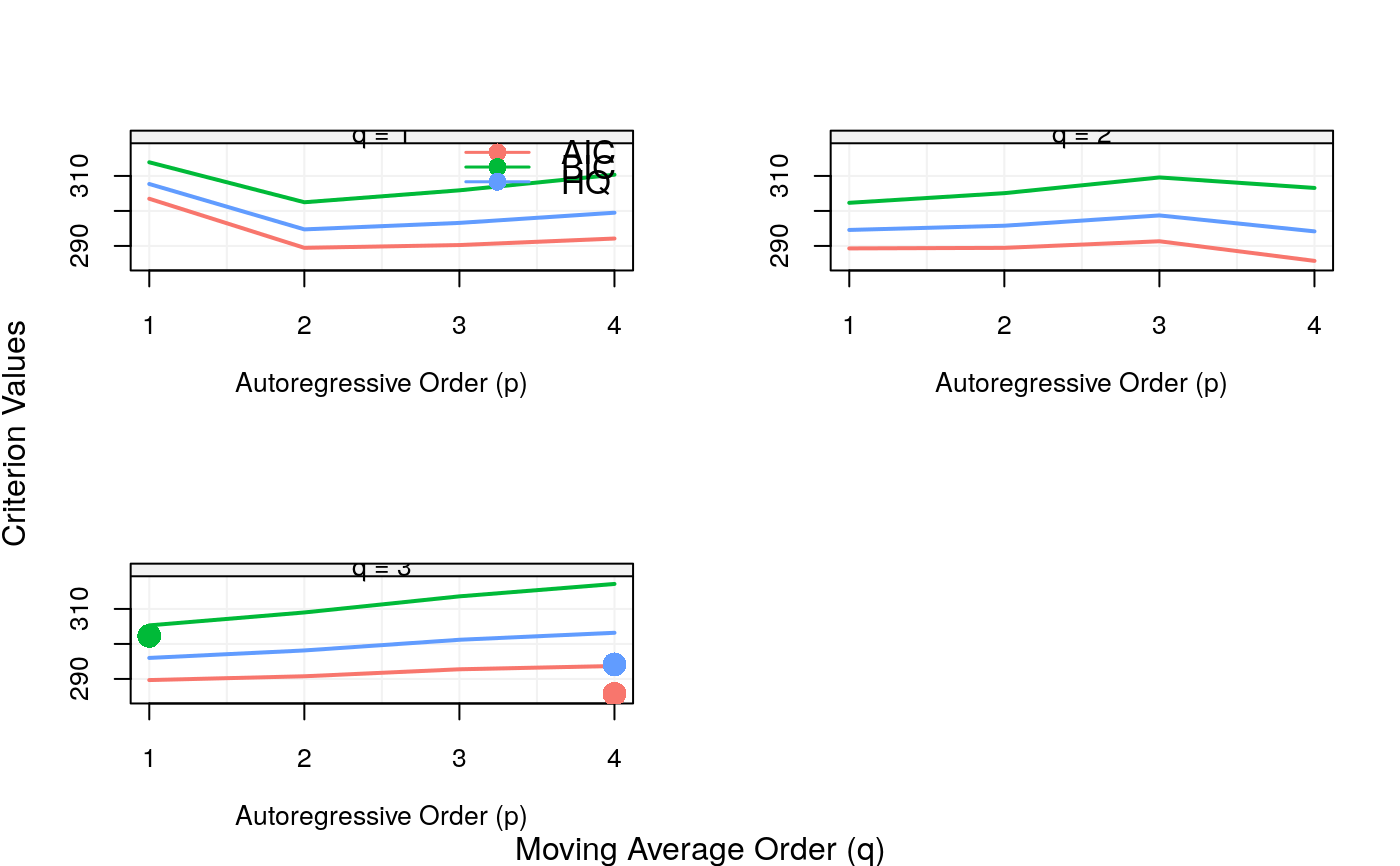 q = 1
AIC
BIC
HQ
310
290
1 2 3 4
Autoregressive Order (p)
q = 2
310
290
1 2 3 4
Autoregressive Order (p)
Criterion Values
q = 3
310
290
1 2 3 4
Autoregressive Order (p)
Moving Average Order (q)